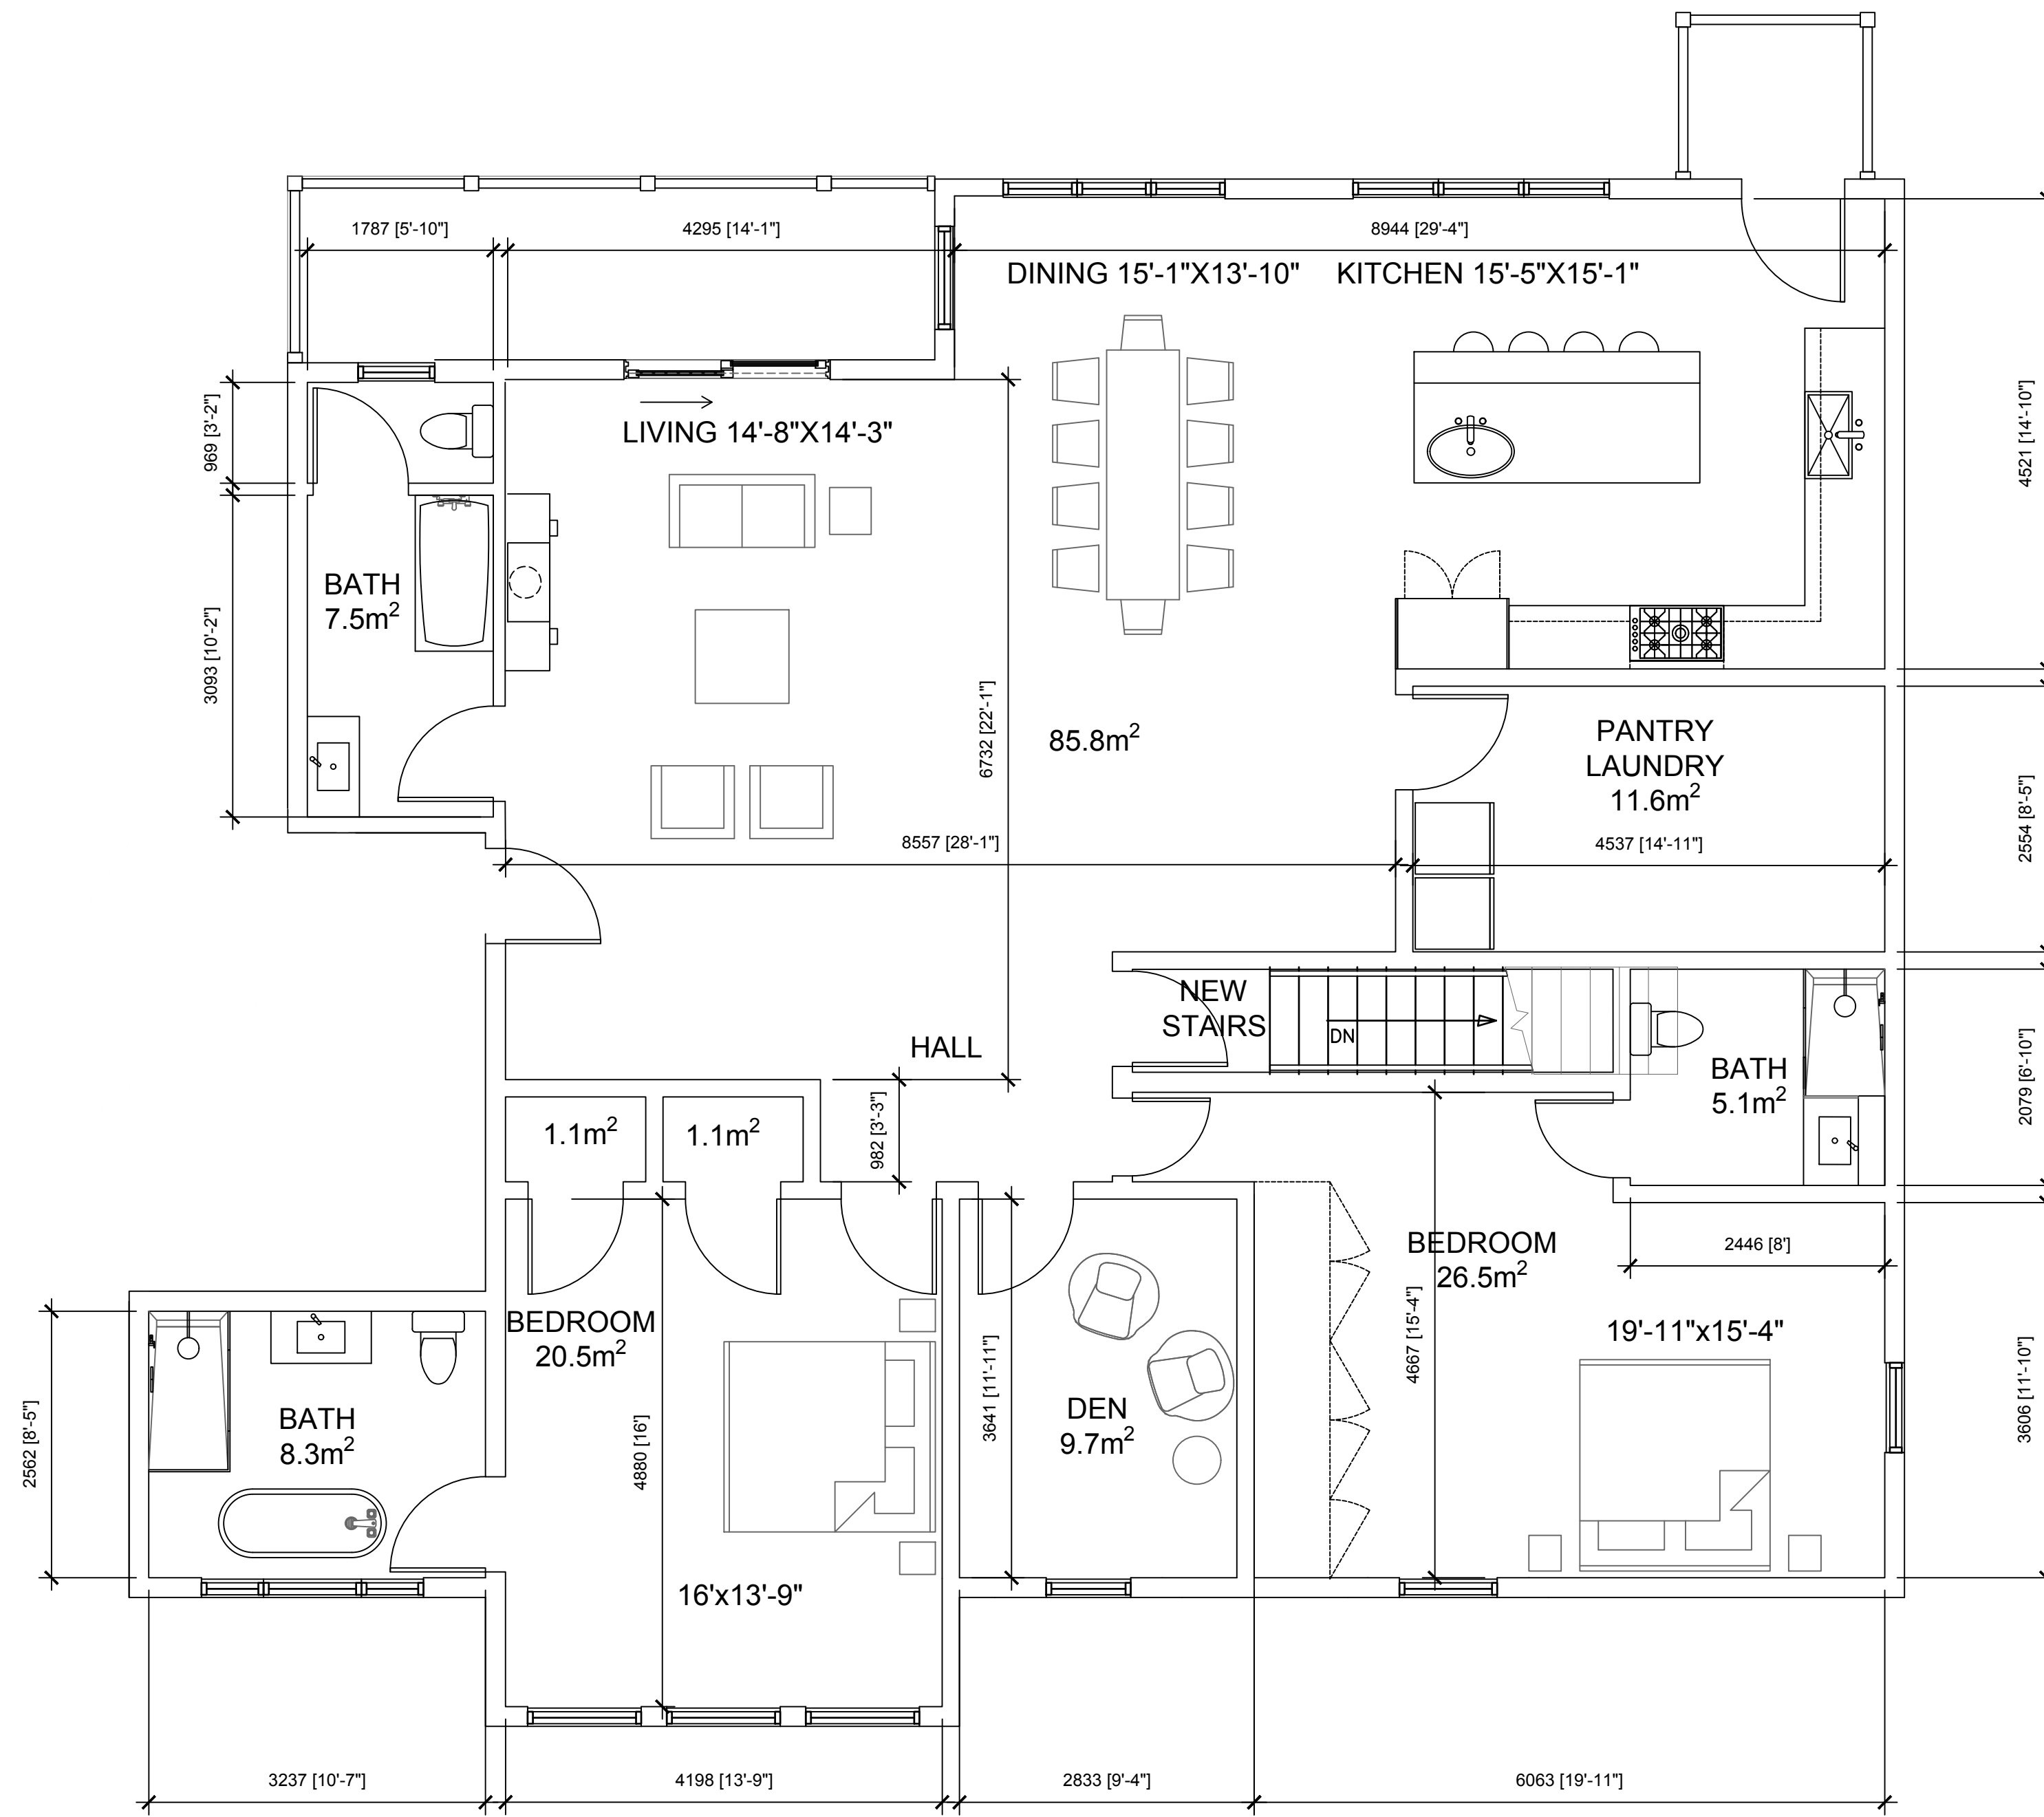 1787 [5'-10"]
4295 [14'-1"]
8944 [29'-4"]
DINING 15'-1"X13'-10"
KITCHEN 15'-5"X15'-1"
969 [3'-2"]
LIVING 14'-8"X14'-3"
4521 [14'-10"]
BATH
7.5m²
3093 [10'-2"]
6732 [22'-1"]
85.8m²
PANTRY
LAUNDRY
11.6m²
2554 [8'-5"]
8557 [28'-1"]
4537 [14'-11"]
NEW
STAIRS
DN
HALL
BATH
5.1m²
2079 [6'-10"]
1.1m²
1.1m²
982 [3'-3"]
BEDROOM
26.5m²
2446 [8']
BEDROOM
20.5m²
19'-11"x15'-4"
4667 [15'-4"]
3641 [11'-11"]
3606 [11'-10"]
DEN
9.7m²
BATH
8.3m²
2562 [8'-5"]
4880 [16']
16'x13'-9"
3237 [10'-7"]
4198 [13'-9"]
2833 [9'-4"]
6063 [19'-11"]